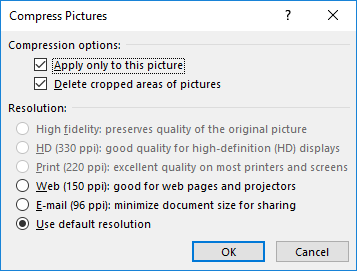 Compress Pictures
Compression options:
Apply only to this picture
Delete cropped areas of pictures
Resolution:
High fidelity: preserves quality of the original picture
HD (330 ppi): good quality for high-definition (HD) displays
Print (220 ppi): excellent quality on most printers and screens
Web (150 ppi): good for web pages and projectors
E-mail (96 ppi): minimize document size for sharing
Use default resolution
OK Cancel